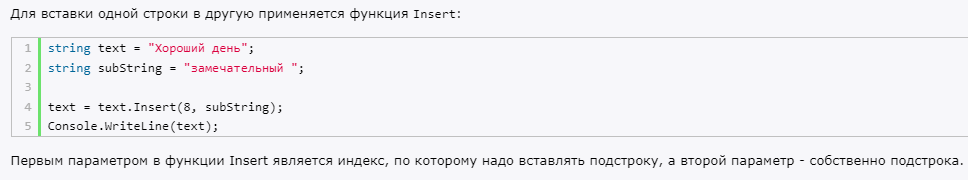 Для вставки одной строки в другую применяется функция Insert:
1 string text = "Хороший день";
2 string subString = "замечательный ";
3
4 text = text.Insert(8, subString);
5 Console.WriteLine(text);
Первым параметром в функции Insert является индекс, по которому надо вставлять подстроку, а второй параметр - собственно подстрока.